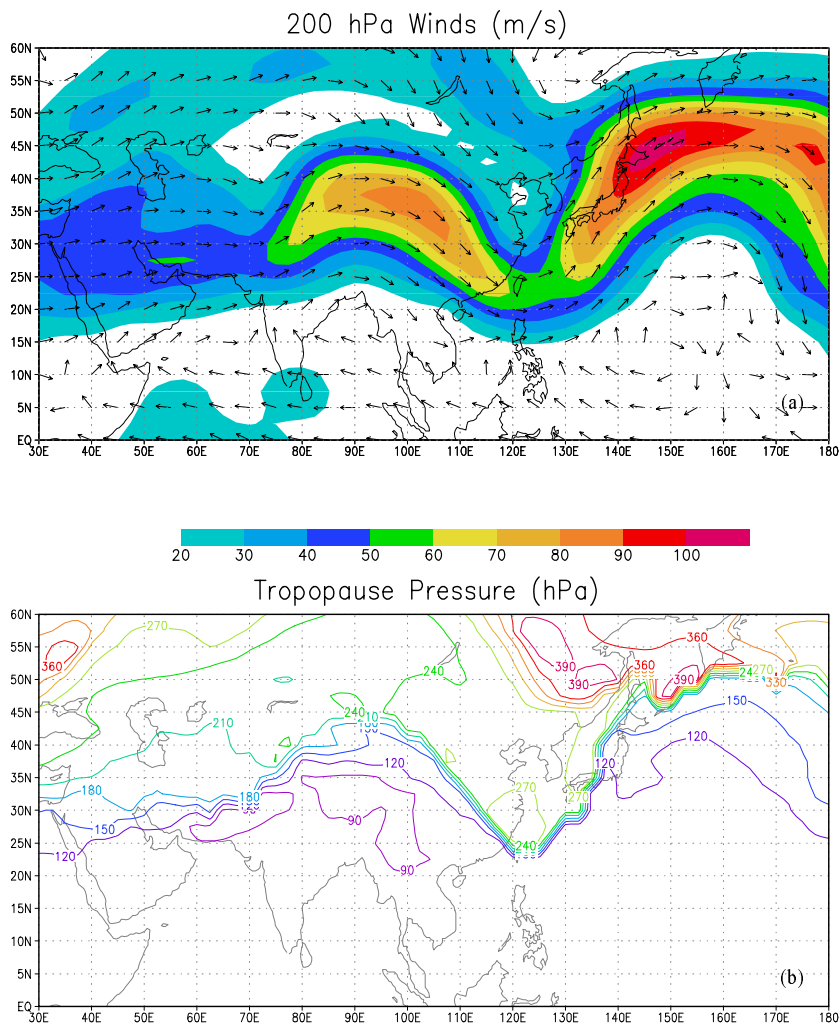 200 hPa Winds (m/s)
60N
55N
50N
45N
40N
35N
30N
25N
20N
15N
10N
5N
EQ
(a)
30E 40E 50E 60E 70E 80E 90E 100E 110E 120E 130E 140E 150E 160E 170E 180
20 30 40 50 60 70 80 90 100
Tropopause Pressure (hPa)
60N
270
55N
360
360
240
390
50N
360
390
390
270
330
45N
240
210
150
40N
120
120
120
35N
180
180
270
270
30N
150
90
25N
240
120
90
20N
15N
10N
5N
(b)
EQ
30E 40E 50E 60E 70E 80E 90E 100E 110E 120E 130E 140E 150E 160E 170E 180